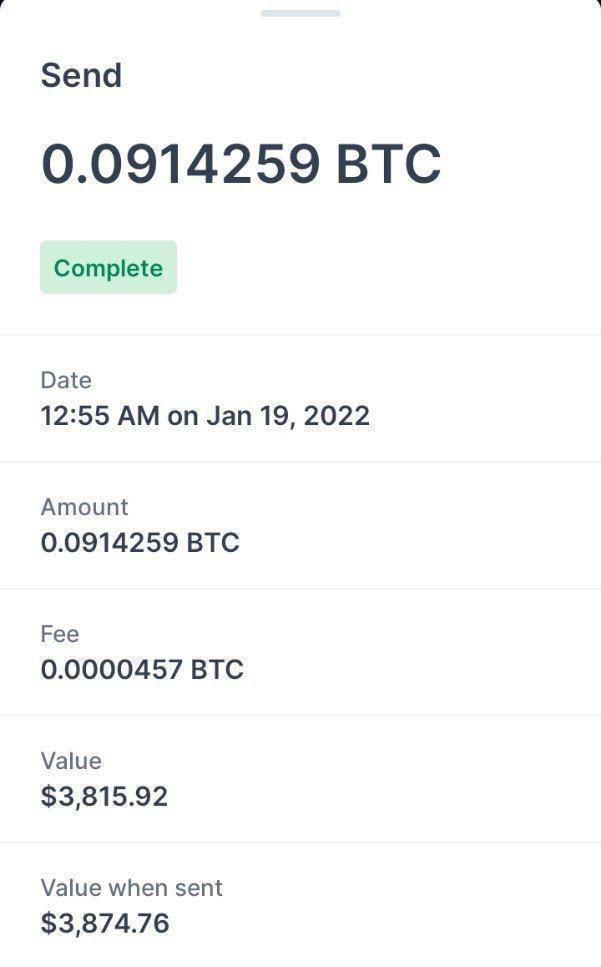 Send
0.0914259 BTC
Complete
Date
12:55 AM on Jan 19, 2022
Amount
0.0914259 BTC
Fee
0.0000457 BTC
Value
$3,815.92
Value when sent
$3,874.76